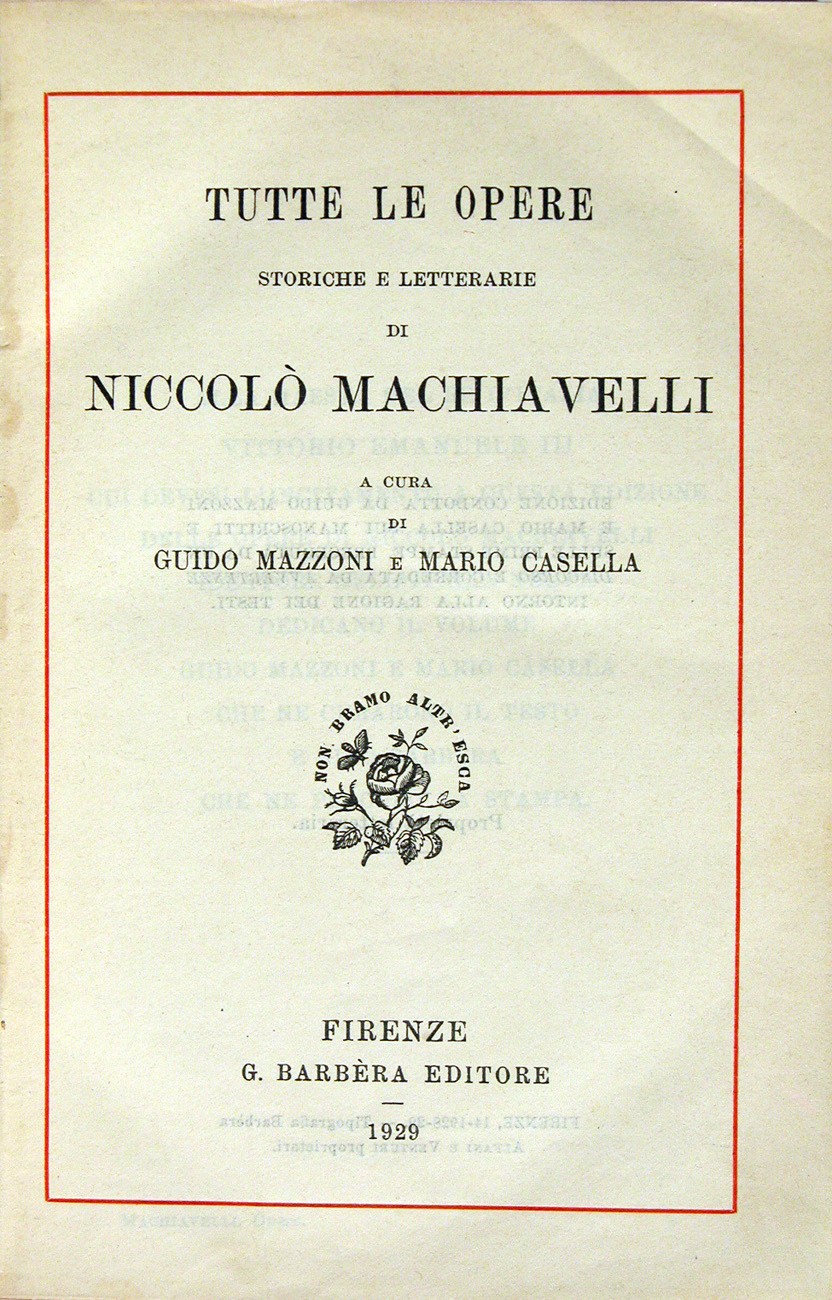 TUTTE LE OPERE
STORICHE E LETTERARIE
DI
NICCOLÒ MACHIAVELLI
A CURA
DI
GUIDO MAZZONI E MARIO CASELLA
NON BRAMO ALTR'ESCA
FIRENZE
G. BARBÈRA EDITORE
1929